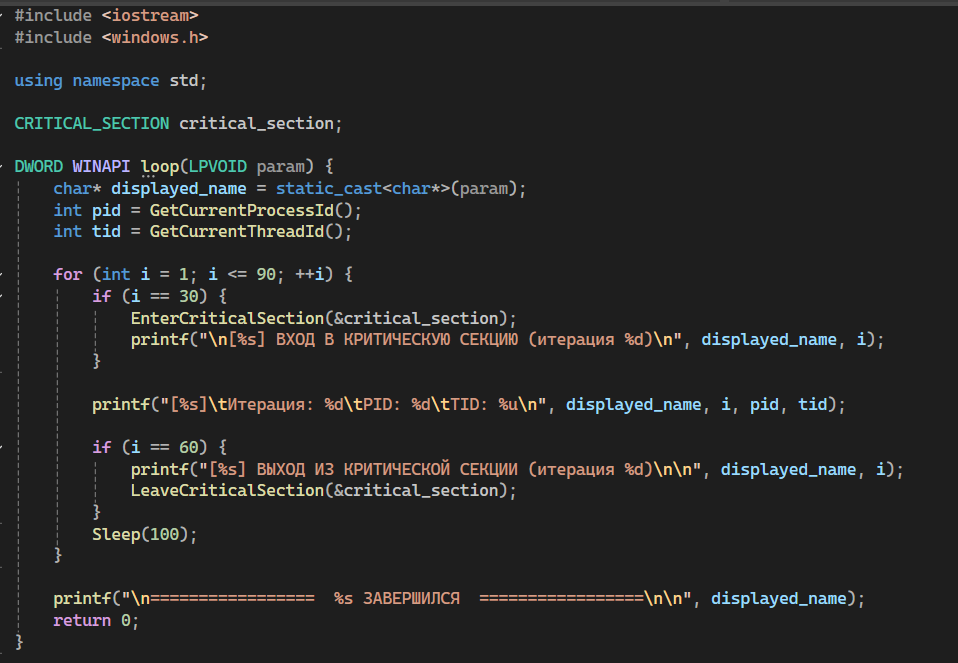 #include <iostream>
#include <windows.h>
using namespace std;
CRITICAL_SECTION critical_section;
DWORD WINAPI loop(LPVOID param) {
    char* displayed_name = static_cast<char*>(param);
    int pid = GetCurrentProcessId();
    int tid = GetCurrentThreadId();
    for (int i = 1; i <= 90; ++i) {
        if (i == 30) {
            EnterCriticalSection(&critical_section);
            printf("\n[%s] ВХОД В КРИТИЧЕСКУЮ СЕКЦИЮ (итерация %d)\n", displayed_name, i);
        }
        printf("[%s]\tИтерация: %d\tPID: %d\tTID: %u\n", displayed_name, i, pid, tid);
        if (i == 60) {
            printf("[%s] ВЫХОД ИЗ КРИТИЧЕСКОЙ СЕКЦИИ (итерация %d)\n\n", displayed_name, i);
            LeaveCriticalSection(&critical_section);
        }
        Sleep(100);
    }
    printf("\n=================  %s ЗАВЕРШИЛСЯ  =================\n\n", displayed_name);
    return 0;
}